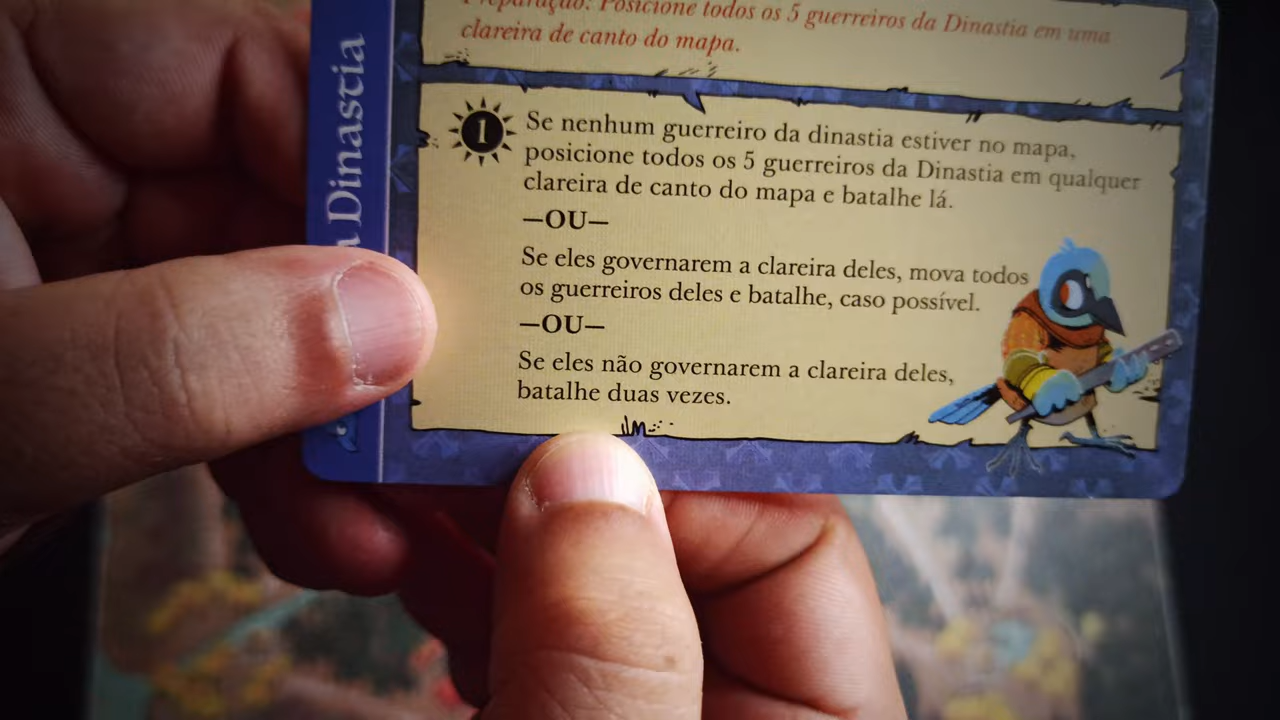 Preparação: Posicione todos os 5 guerreiros da Dinastia em uma
clareira de canto do mapa.
Dinastia
1
Se nenhum guerreiro da dinastia estiver no mapa,
posicione todos os 5 guerreiros da Dinastia em qualquer
clareira de canto do mapa e batalhe lá.
—OU—
Se eles governarem a clareira deles, mova todos
os guerreiros deles e batalhe, caso possível.
—OU—
Se eles não governarem a clareira deles,
batalhe duas vezes.